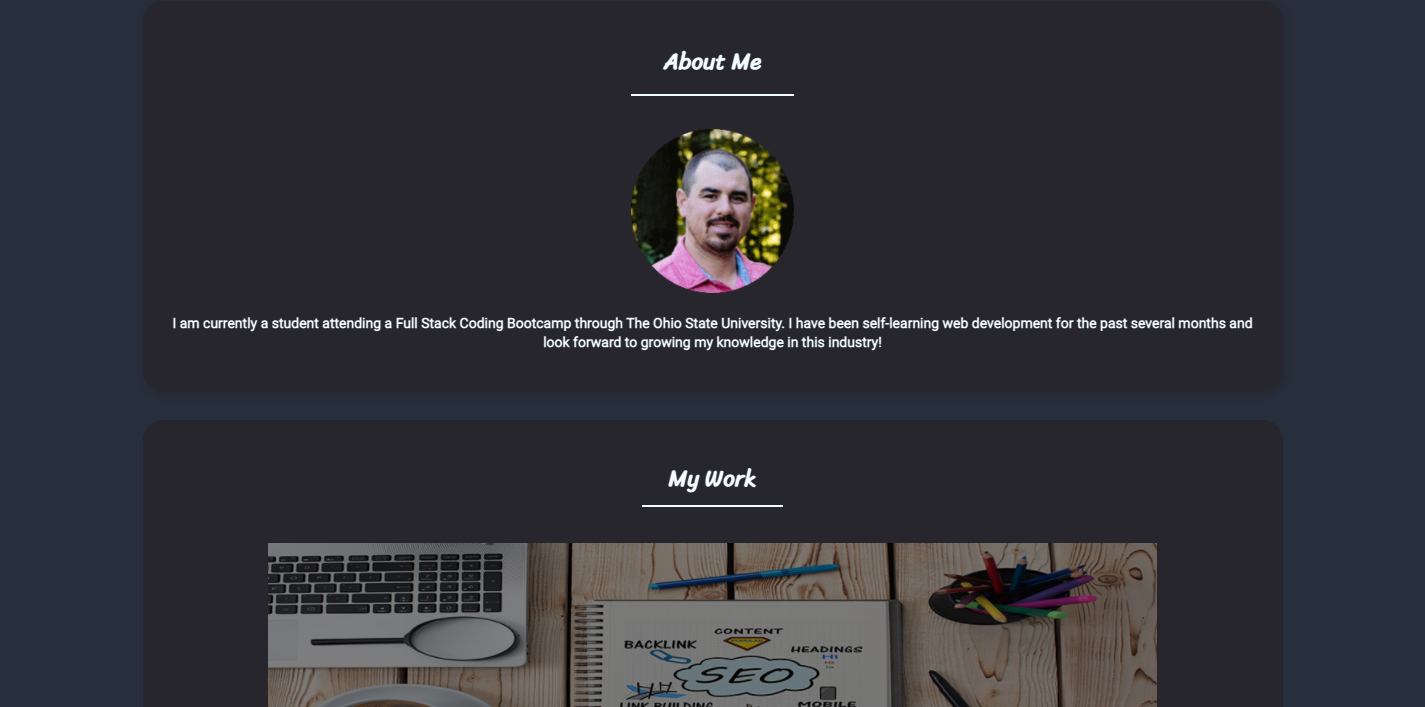 About Me
I am currently a student attending a Full Stack Coding Bootcamp through The Ohio State University. I have been self-learning web development for the past several months and
look forward to growing my knowledge in this industry!
My Work
CONTENT
BACKLINK
HEADINGS
H1
SEO
LINK BUILDING
MOBILE